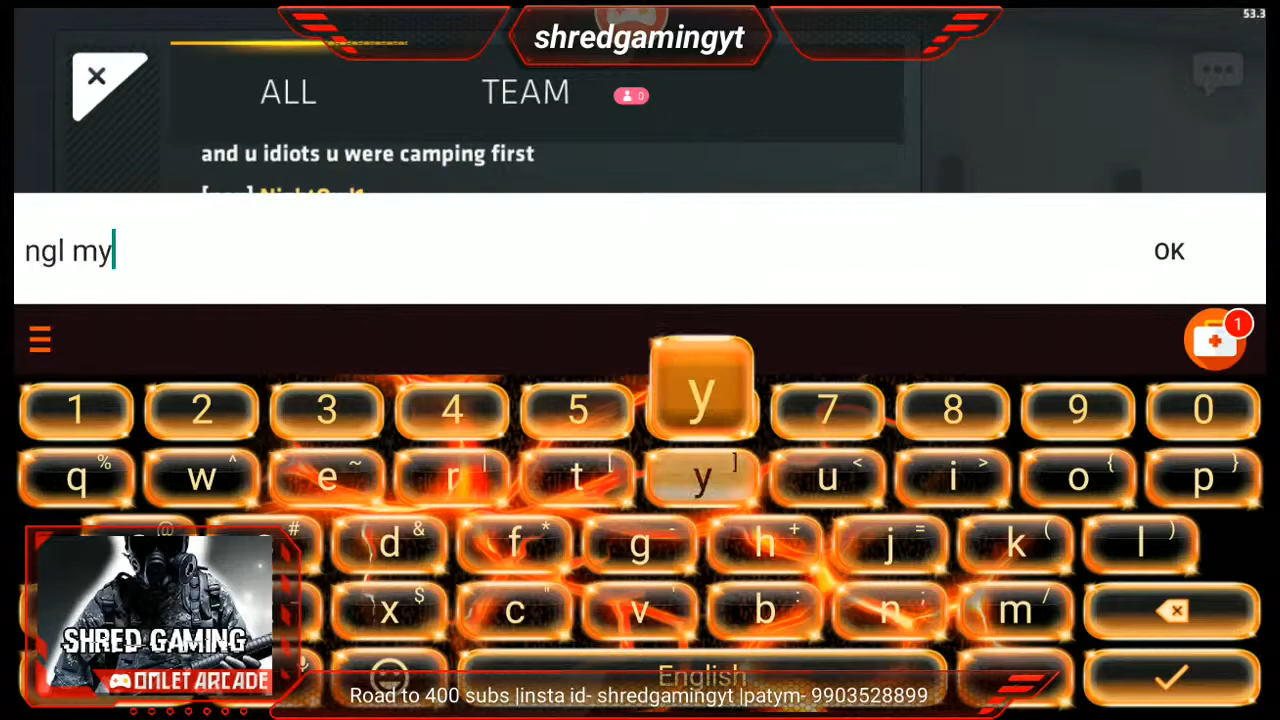 shredgamingyt
53.3
ALL TEAM 0
and u idiots u were camping first
ngl my
OK
1
y
1 2 3 4 5 7 8 9 0
q % w ^ e ~ r | t [ y ] u < i > o { p }
@ # d & f * g - h + j = k ( l )
x $ c " v ' b : n ; m /
English
SHRED GAMING
OMLET ARCADE
Road to 400 subs |insta id- shredgamingyt |patym- 9903528899